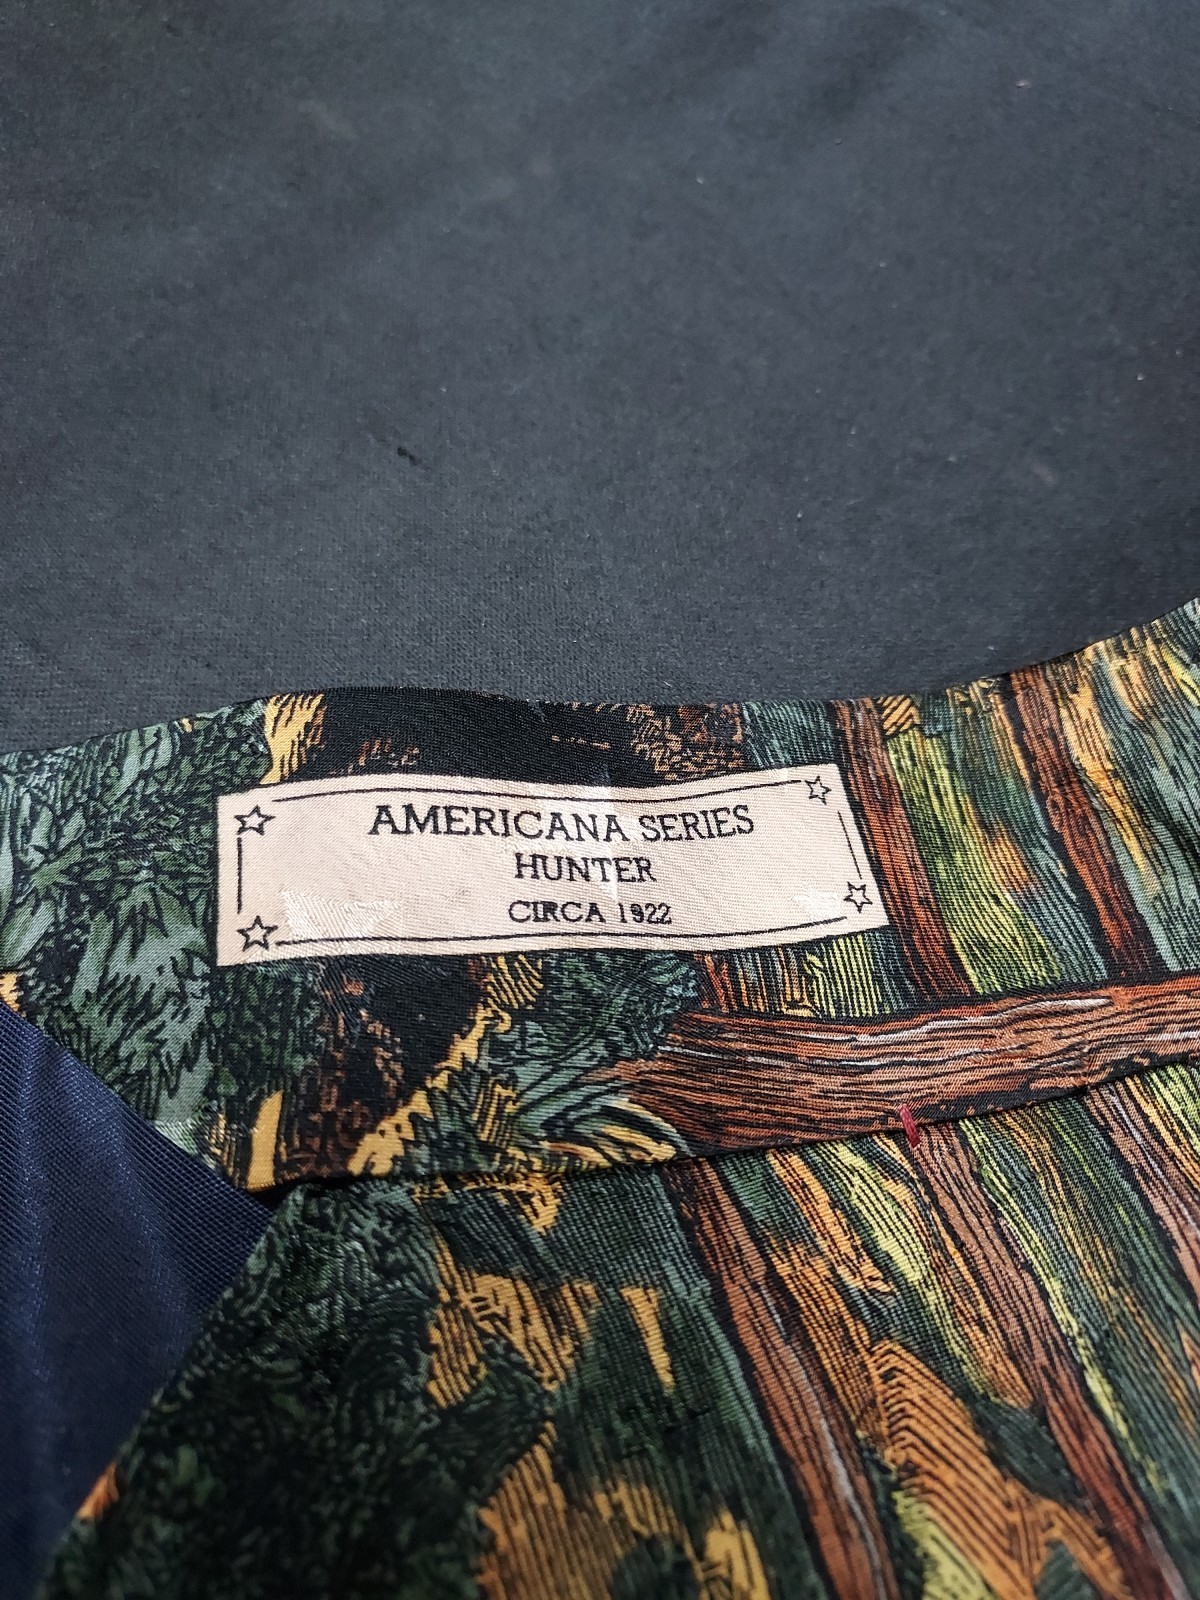 AMERICANA SERIES
HUNTER
CIRCA 1922